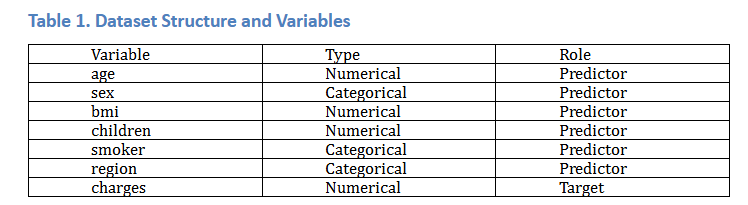 Table 1. Dataset Structure and Variables
Variable Type Role
age Numerical Predictor
sex Categorical Predictor
bmi Numerical Predictor
children Numerical Predictor
smoker Categorical Predictor
region Categorical Predictor
charges Numerical Target